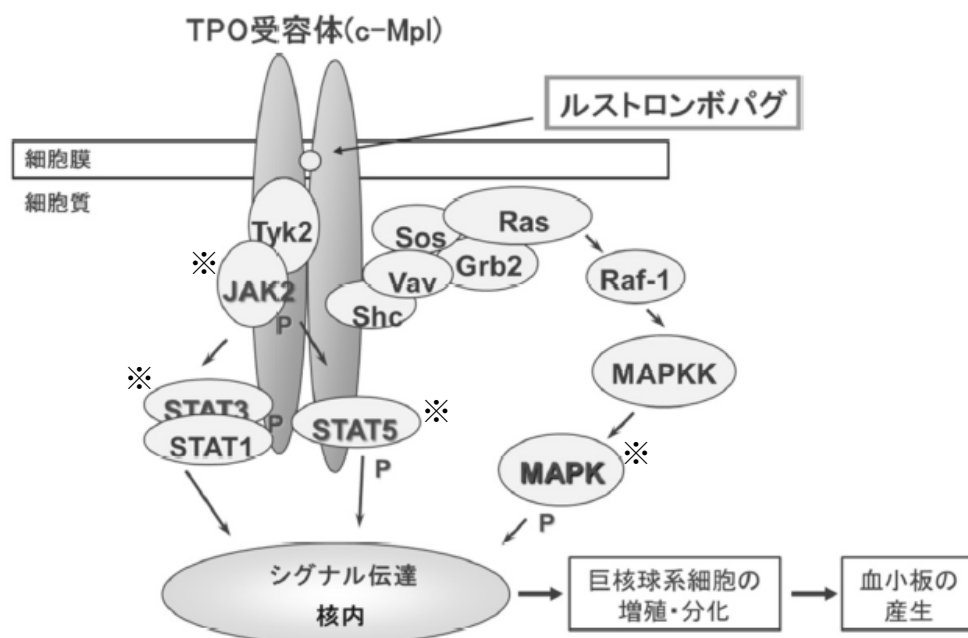 TPO受容体(c-Mpl)
ルストロンボパグ
細胞膜
細胞質
Tyk2
※
JAK2
P
Sos
Ras
Grb2
Vav
Shc
Raf-1
MAPKK
※
STAT3
P
STAT1
STAT5
※
P
MAPK
※
P
シグナル伝達
核内
巨核球系細胞の
増殖・分化
血小板の
産生